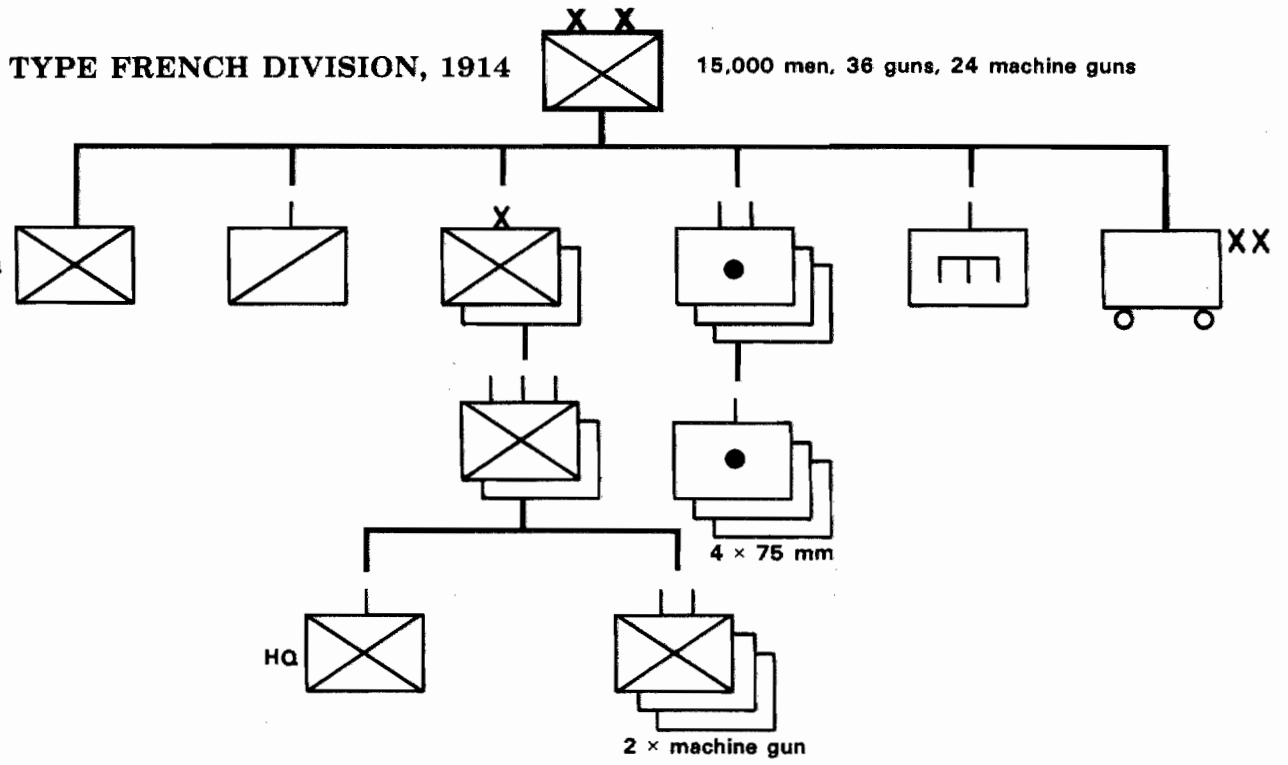 X X
TYPE FRENCH DIVISION, 1914
15,000 men, 36 guns, 24 machine guns
X
XX
4 × 75 mm
HQ
2 × machine gun